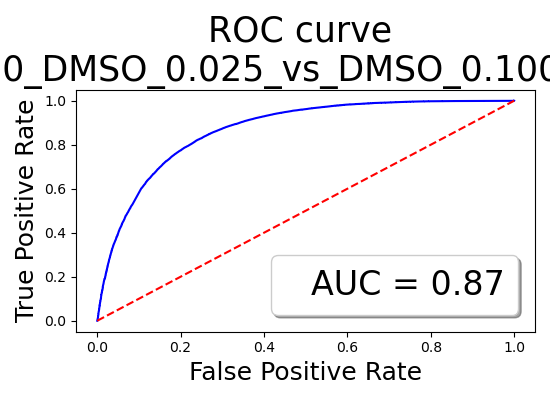 ROC curve
0_DMSO_0.025_vs_DMSO_0.100
1.0
0.8
0.6
0.4
0.2
0.0
True Positive Rate
AUC = 0.87
0.0 0.2 0.4 0.6 0.8 1.0
False Positive Rate